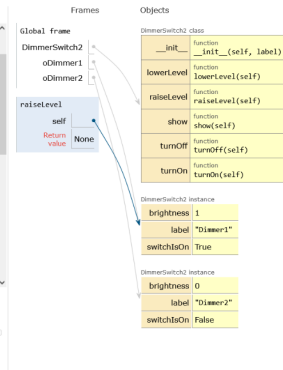 Frames Objects
Global frame
DimmerSwitch2
oDimmer1
oDimmer2
raiseLevel
self
Return
value None
DimmerSwitch2 class
__init__ function
__init__(self, label)
lowerLevel function
lowerLevel(self)
raiseLevel function
raiseLevel(self)
show function
show(self)
turnOff function
turnOff(self)
turnOn function
turnOn(self)
DimmerSwitch2 instance
brightness 1
label "Dimmer1"
switchIsOn True
DimmerSwitch2 instance
brightness 0
label "Dimmer2"
switchIsOn False